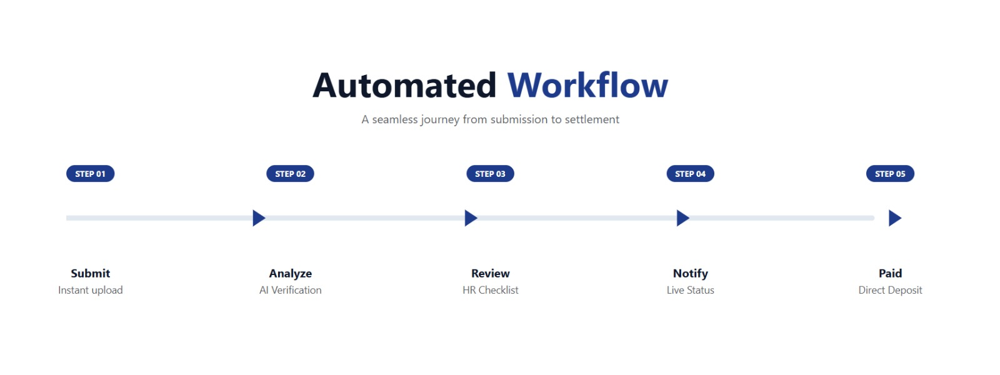 Automated Workflow
A seamless journey from submission to settlement
STEP 01
STEP 02
STEP 03
STEP 04
STEP 05
Submit
Instant upload
Analyze
AI Verification
Review
HR Checklist
Notify
Live Status
Paid
Direct Deposit